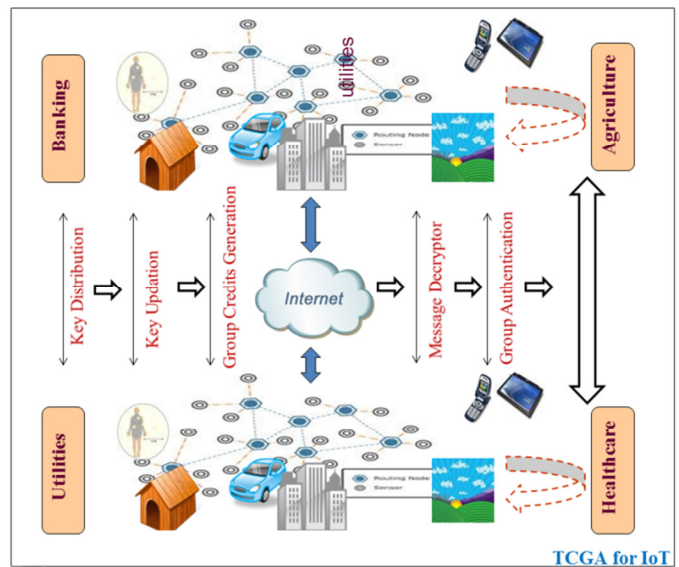 Banking
utilities
Agriculture
Routing Node
Sensor
Key Distribution
Key Updation
Group Credits Generation
Internet
Message Decryptor
Group Authentication
Utilities
Routing Node
Sensor
Healthcare
TCGA for IoT